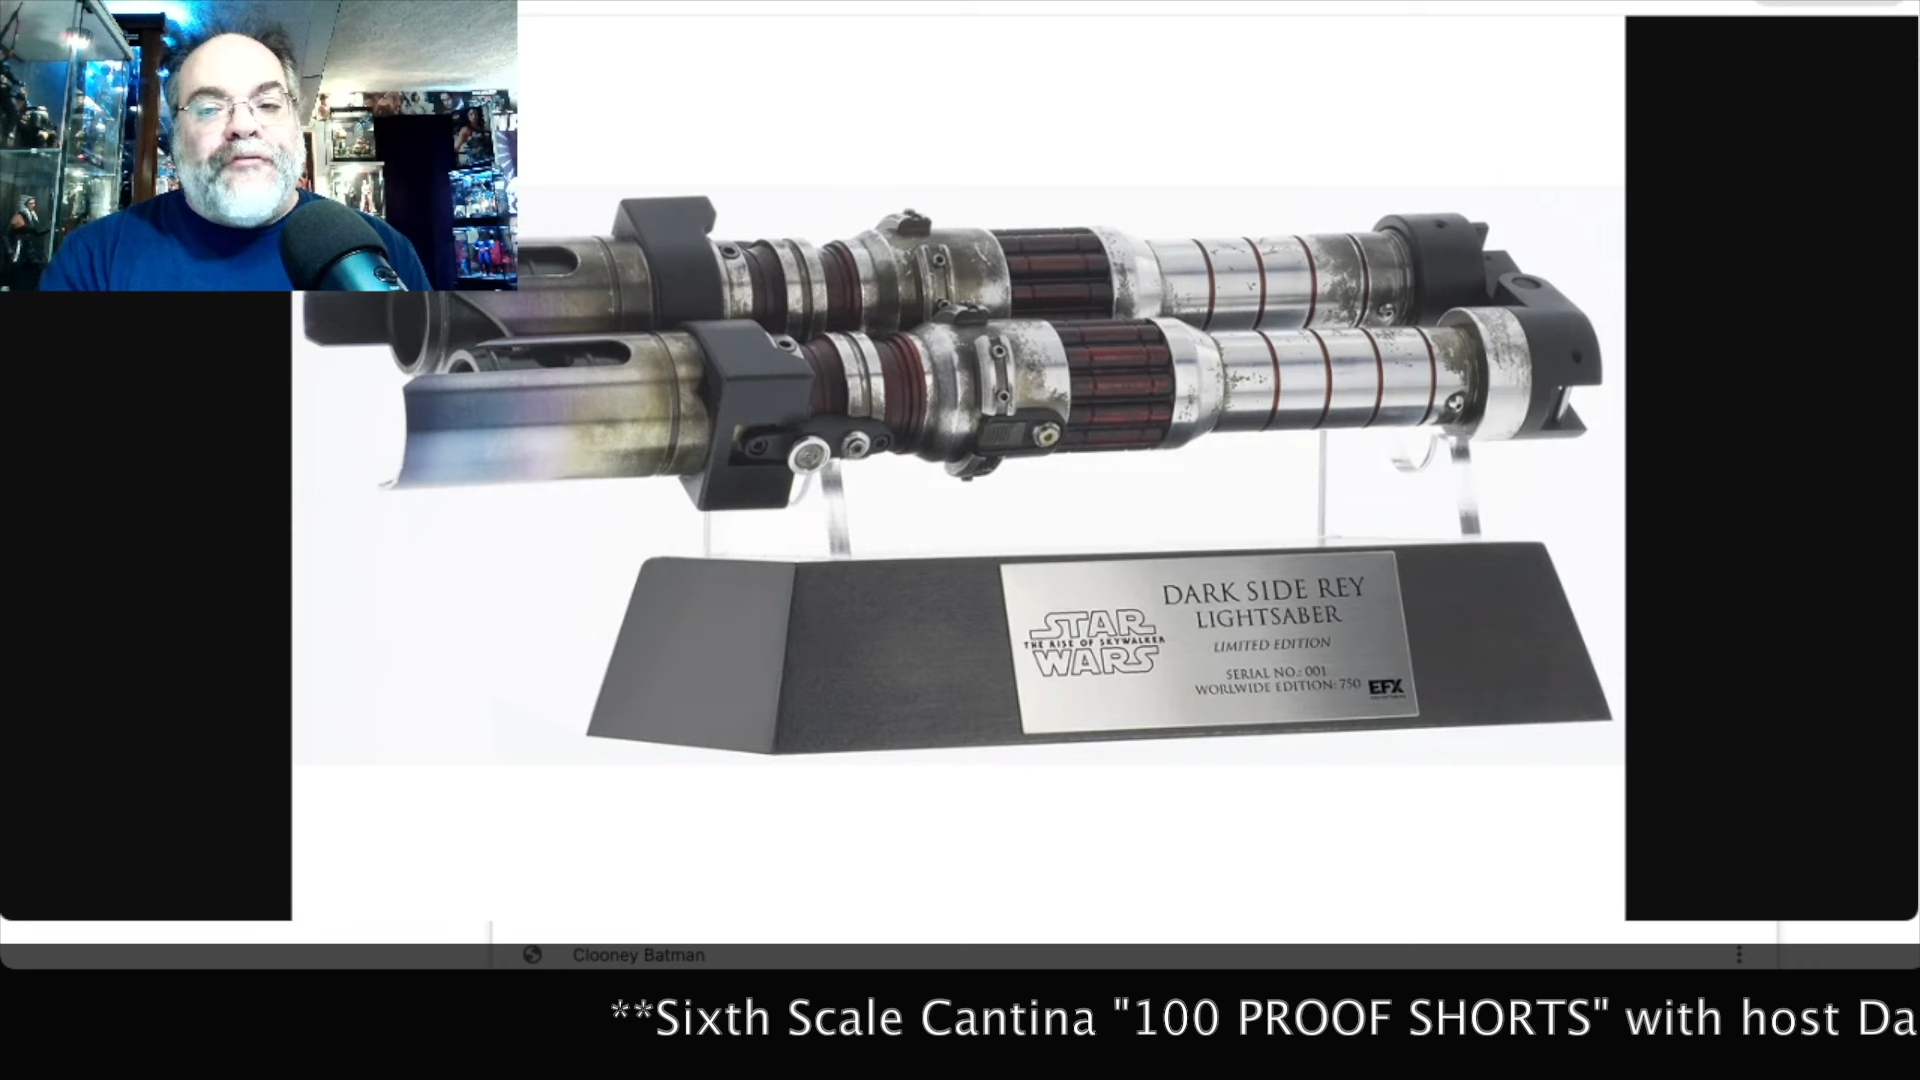 DARK SIDE REY
LIGHTSABER
LIMITED EDITION
SERIAL NO.: 001
WORLWIDE EDITION: 750
STAR
THE RISE OF SKYWALKER
WARS
EFX
Clooney Batman
**Sixth Scale Cantina "100 PROOF SHORTS" with host Da